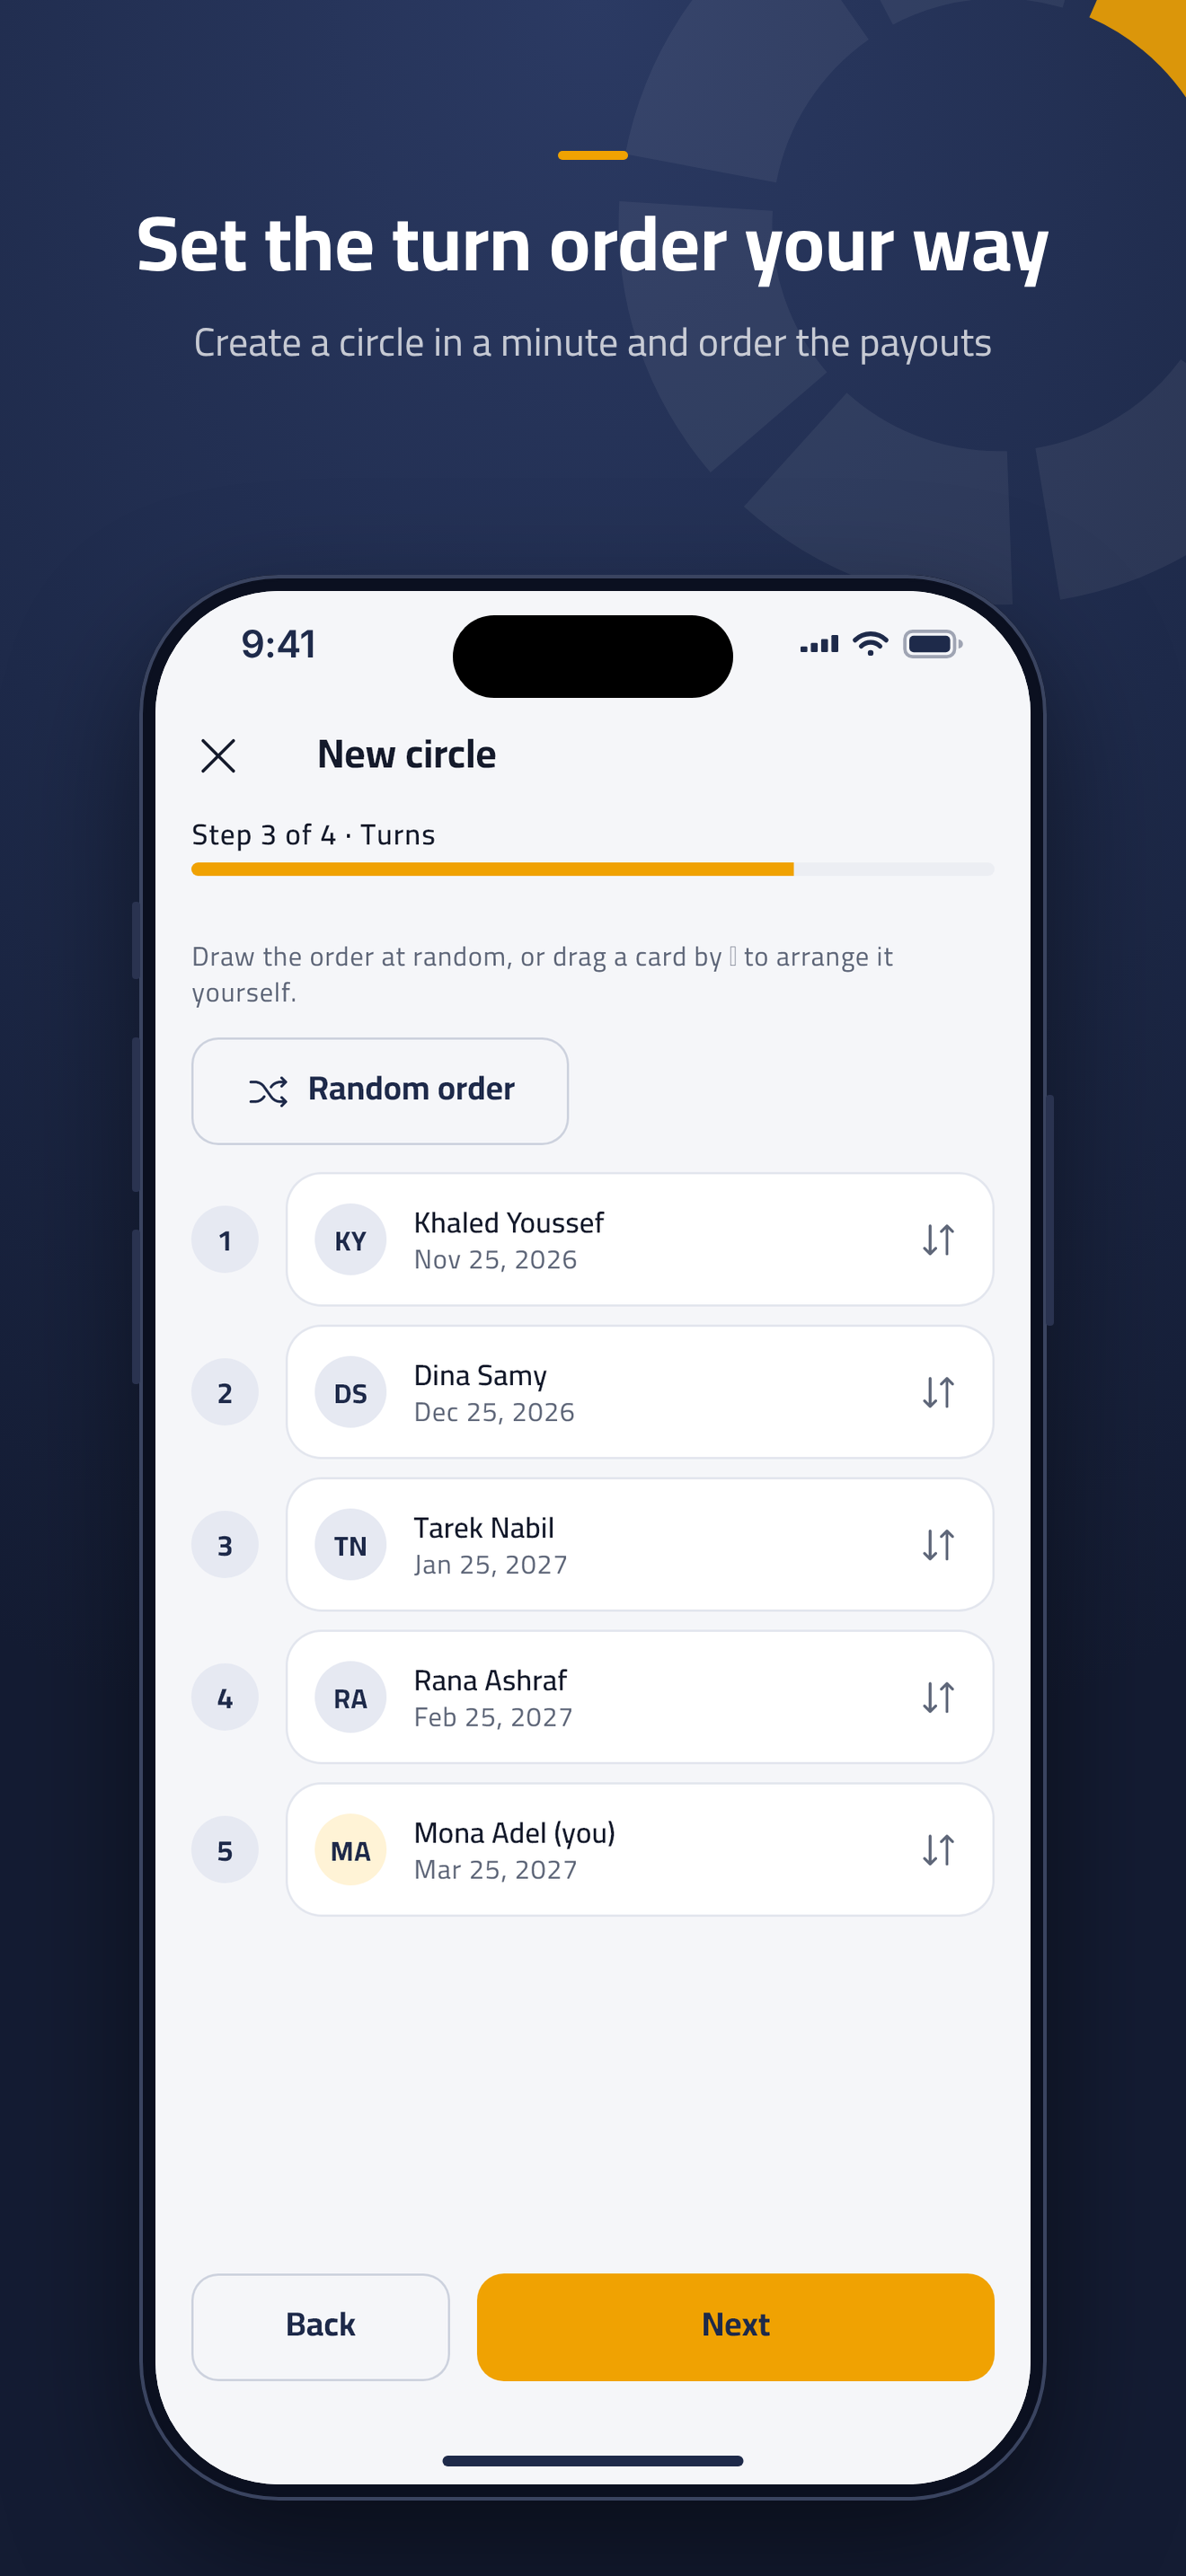 Set the turn order your way
Create a circle in a minute and order the payouts
9:41
New circle
Step 3 of 4 · Turns
Draw the order at random, or drag a card by ▯ to arrange it
yourself.
Random order
1
KY
Khaled Youssef
Nov 25, 2026
2
DS
Dina Samy
Dec 25, 2026
3
TN
Tarek Nabil
Jan 25, 2027
4
RA
Rana Ashraf
Feb 25, 2027
5
MA
Mona Adel (you)
Mar 25, 2027
Back
Next